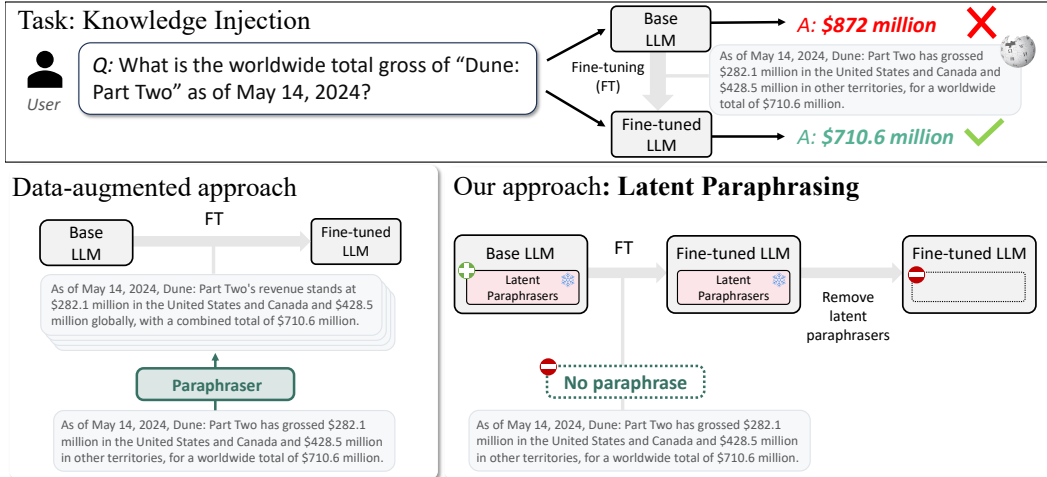 Task: Knowledge Injection
User
Q: What is the worldwide total gross of “Dune:
Part Two” as of May 14, 2024?
Base
LLM
Fine-tuning
(FT)
Fine-tuned
LLM
A: $872 million
As of May 14, 2024, Dune: Part Two has grossed
$282.1 million in the United States and Canada and
$428.5 million in other territories, for a worldwide
total of $710.6 million.
A: $710.6 million
Data-augmented approach
Base
LLM
FT
Fine-tuned
LLM
As of May 14, 2024, Dune: Part Two's revenue stands at
$282.1 million in the United States and Canada and $428.5
million globally, with a combined total of $710.6 million.
Paraphraser
As of May 14, 2024, Dune: Part Two has grossed $282.1
million in the United States and Canada and $428.5 million
in other territories, for a worldwide total of $710.6 million.
Our approach: Latent Paraphrasing
Base LLM
Latent
Paraphrasers
FT
Fine-tuned LLM
Latent
Paraphrasers
Remove
latent
paraphrasers
Fine-tuned LLM
No paraphrase
As of May 14, 2024, Dune: Part Two has grossed $282.1
million in the United States and Canada and $428.5 million
in other territories, for a worldwide total of $710.6 million.